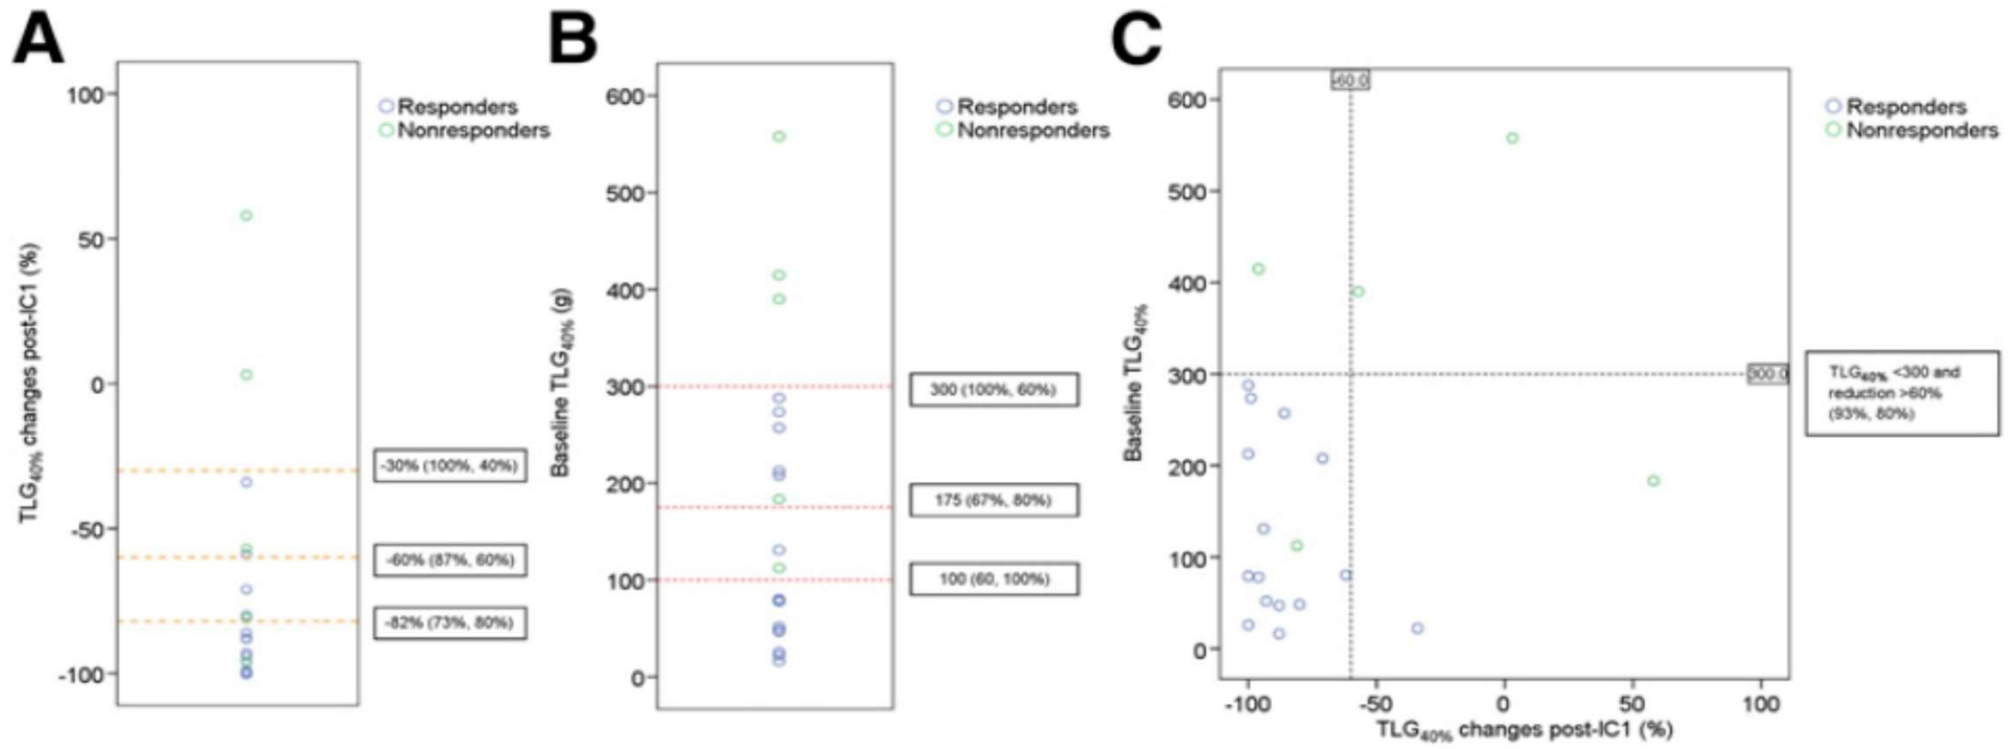 A
TLG40% changes post-IC1 (%)
100
50
0
-50
-100
Responders
Nonresponders
-30% (100%, 40%)
-60% (87%, 60%)
-82% (73%, 80%)
B
Baseline TLG40% (g)
600
500
400
300
200
100
0
Responders
Nonresponders
300 (100%, 60%)
175 (67%, 80%)
100 (60, 100%)
C
Baseline TLG40%
600
500
400
300
200
100
0
-60.0
300.0
-100
-50
0
50
100
TLG40% changes post-IC1 (%)
Responders
Nonresponders
TLG40% <300 and
reduction >60%
(93%, 80%)